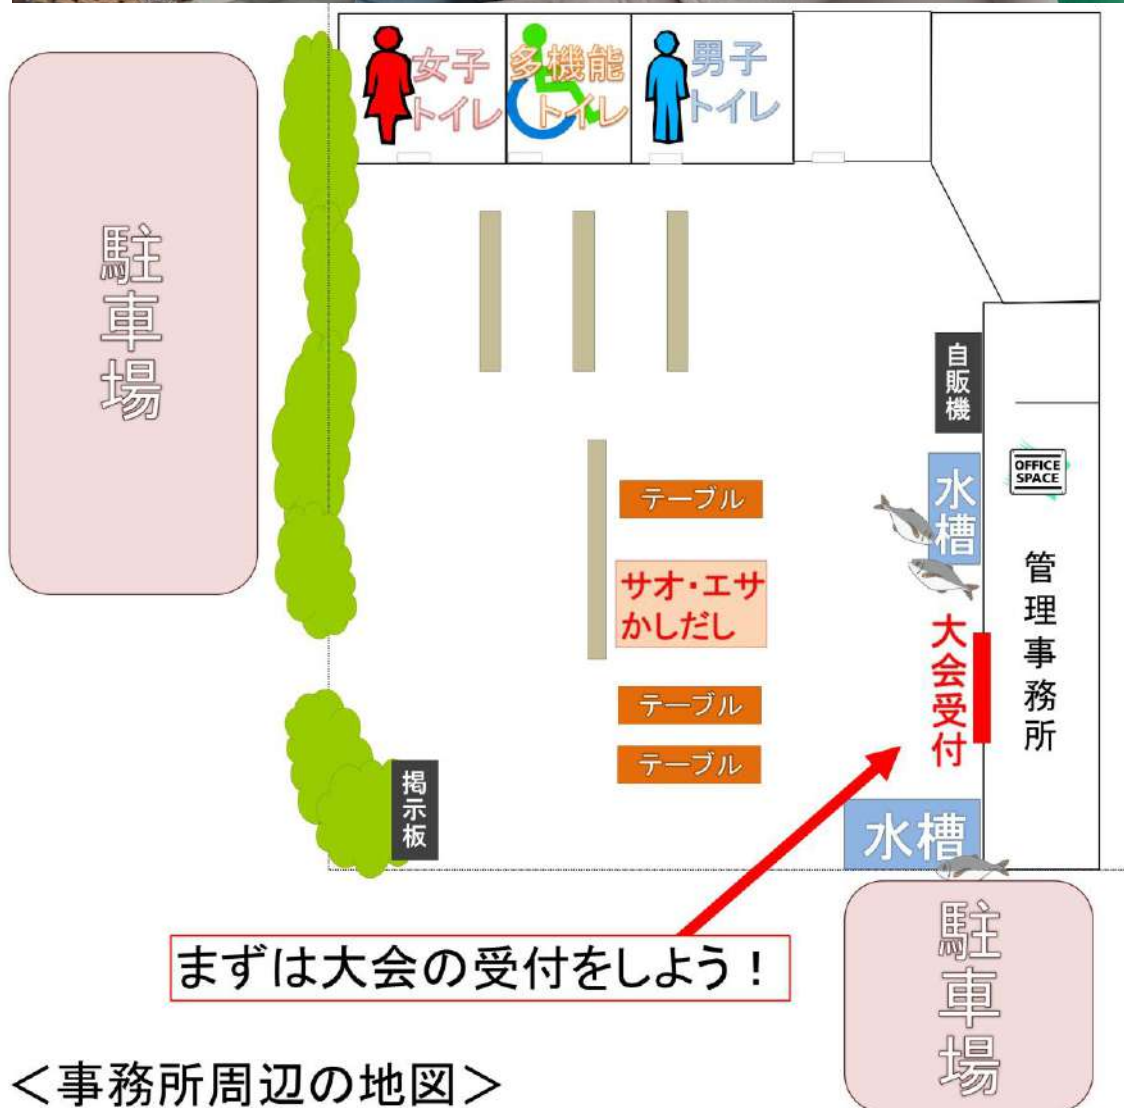 女子
トイレ
多機能
トイレ
男子
トイレ
駐車場
自販機
水槽
OFFICE
SPACE
テーブル
サオ・エサ
かしだし
管理事務所
大会受付
テーブル
テーブル
掲示板
水槽
まずは大会の受付をしよう！
駐車場
＜事務所周辺の地図＞